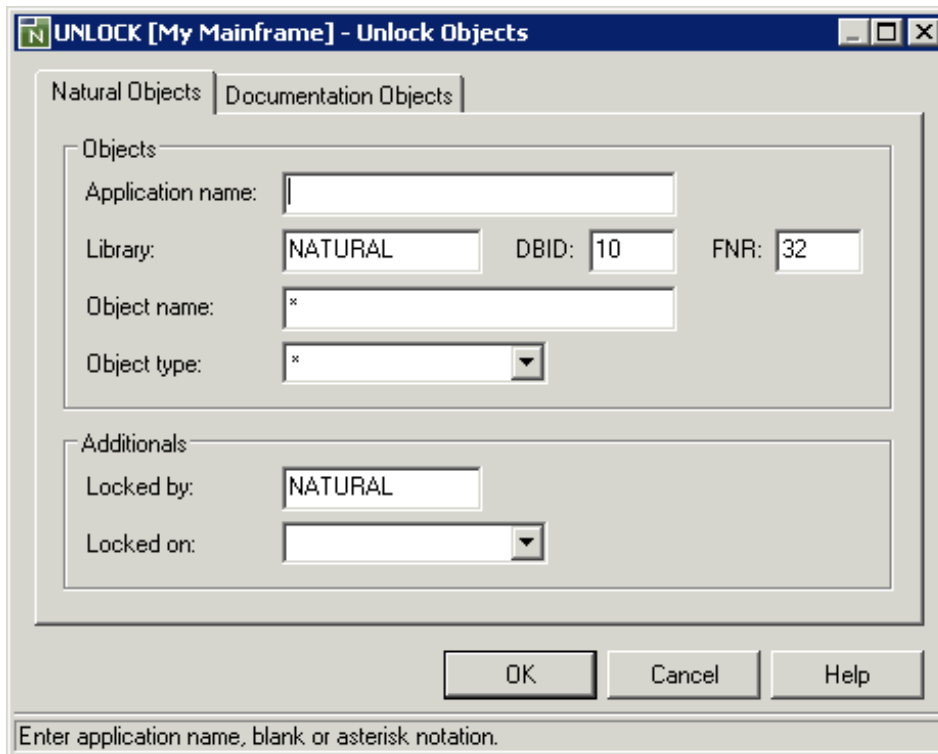 UNLOCK [My Mainframe] - Unlock Objects
Natural Objects Documentation Objects
Objects
Application name:
Library: NATURAL DBID: 10 FNR: 32
Object name: *
Object type: *
Additionals
Locked by: NATURAL
Locked on:
OK Cancel Help
Enter application name, blank or asterisk notation.